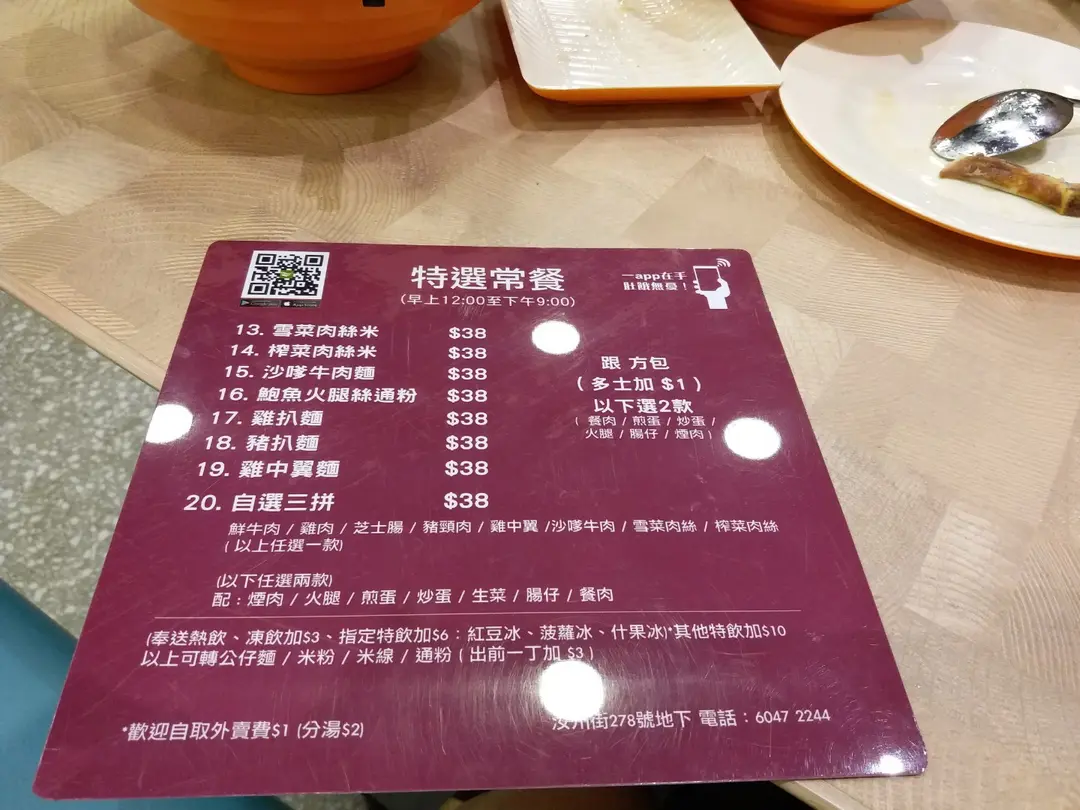 特選常餐
(早上12:00至下午9:00)
一app在手
肚餓無憂！
13. 雪菜肉絲米 $38
14. 榨菜肉絲米 $38
15. 沙嗲牛肉麵 $38
16. 鮑魚火腿絲通粉 $38
17. 雞扒麵 $38
18. 豬扒麵 $38
19. 雞中翼麵 $38
20. 自選三拼 $38
跟 方包
( 多士加 $1 )
以下選2款
( 餐肉 / 煎蛋 / 炒蛋 /
火腿 / 腸仔 / 煙肉 )
鮮牛肉 / 雞肉 / 芝士腸 / 豬頸肉 / 雞中翼 /沙嗲牛肉 / 雪菜肉絲 / 榨菜肉絲
( 以上任選一款)
(以下任選兩款)
配 : 煙肉 / 火腿 / 煎蛋 / 炒蛋 / 生菜 / 腸仔 / 餐肉
(奉送熱飲、凍飲加$3、指定特飲加$6 : 紅豆冰、菠蘿冰、什果冰)*其他特飲加$10
以上可轉公仔麵 / 米粉 / 米線 / 通粉 ( 出前一丁加 $3 )
*歡迎自取外賣費$1 (分湯$2)
汝州街278號地下 電話 : 6047 2244